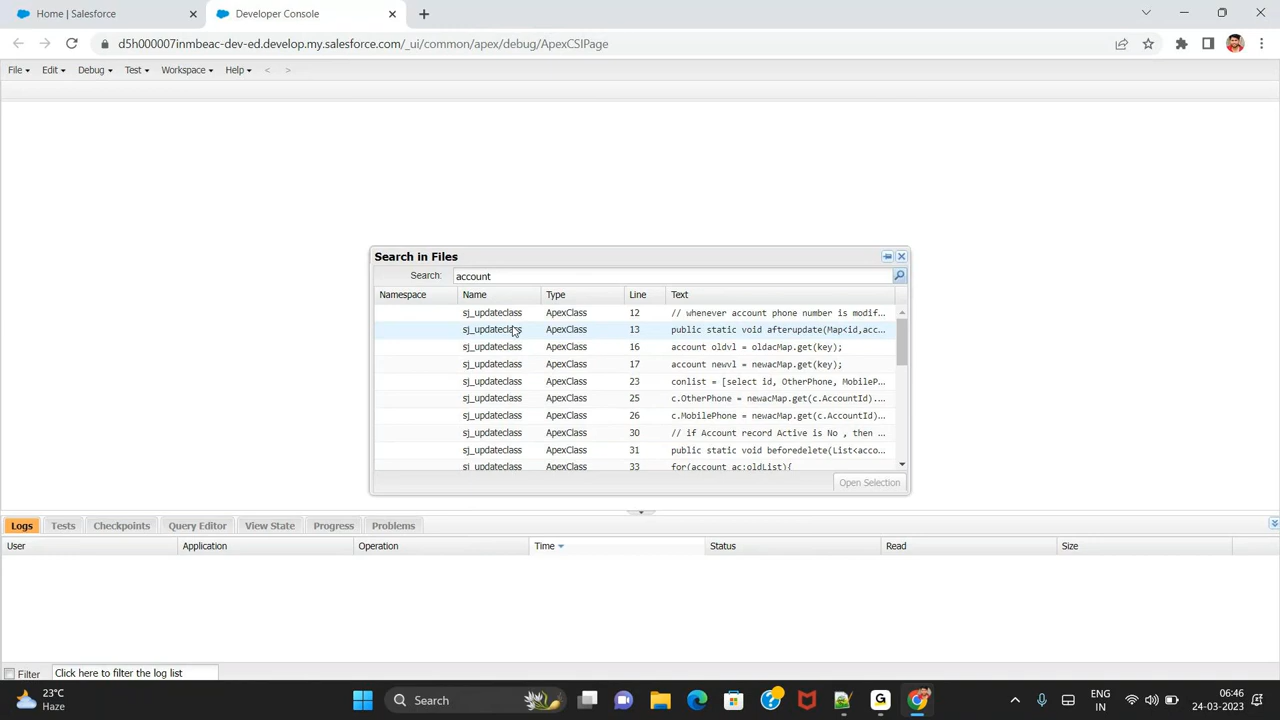 Home | Salesforce
Developer Console
d5h000007inmbeac-dev-ed.develop.my.salesforce.com/_ui/common/apex/debug/ApexCSIPage
File Edit Debug Test Workspace Help < >
Search in Files
Search: account
Namespace Name Type Line Text
sj_updateclass ApexClass 12 // whenever account phone number is modif...
sj_updateclass ApexClass 13 public static void afterupdate(Map<id,acc...
sj_updateclass ApexClass 16 account oldvl = oldacMap.get(key);
sj_updateclass ApexClass 17 account newvl = newacMap.get(key);
sj_updateclass ApexClass 23 conlist = [select id, OtherPhone, MobileP...
sj_updateclass ApexClass 25 c.OtherPhone = newacMap.get(c.AccountId)...
sj_updateclass ApexClass 26 c.MobilePhone = newacMap.get(c.AccountId)...
sj_updateclass ApexClass 30 // if Account record Active is No , then ...
sj_updateclass ApexClass 31 public static void beforedelete(List<acco...
sj_updateclass ApexClass 33 for(account ac:oldList){
Open Selection
Logs Tests Checkpoints Query Editor View State Progress Problems
User Application Operation Time Status Read Size
Filter Click here to filter the log list
23°C
Haze
Search
ENG
IN
06:46
24-03-2023